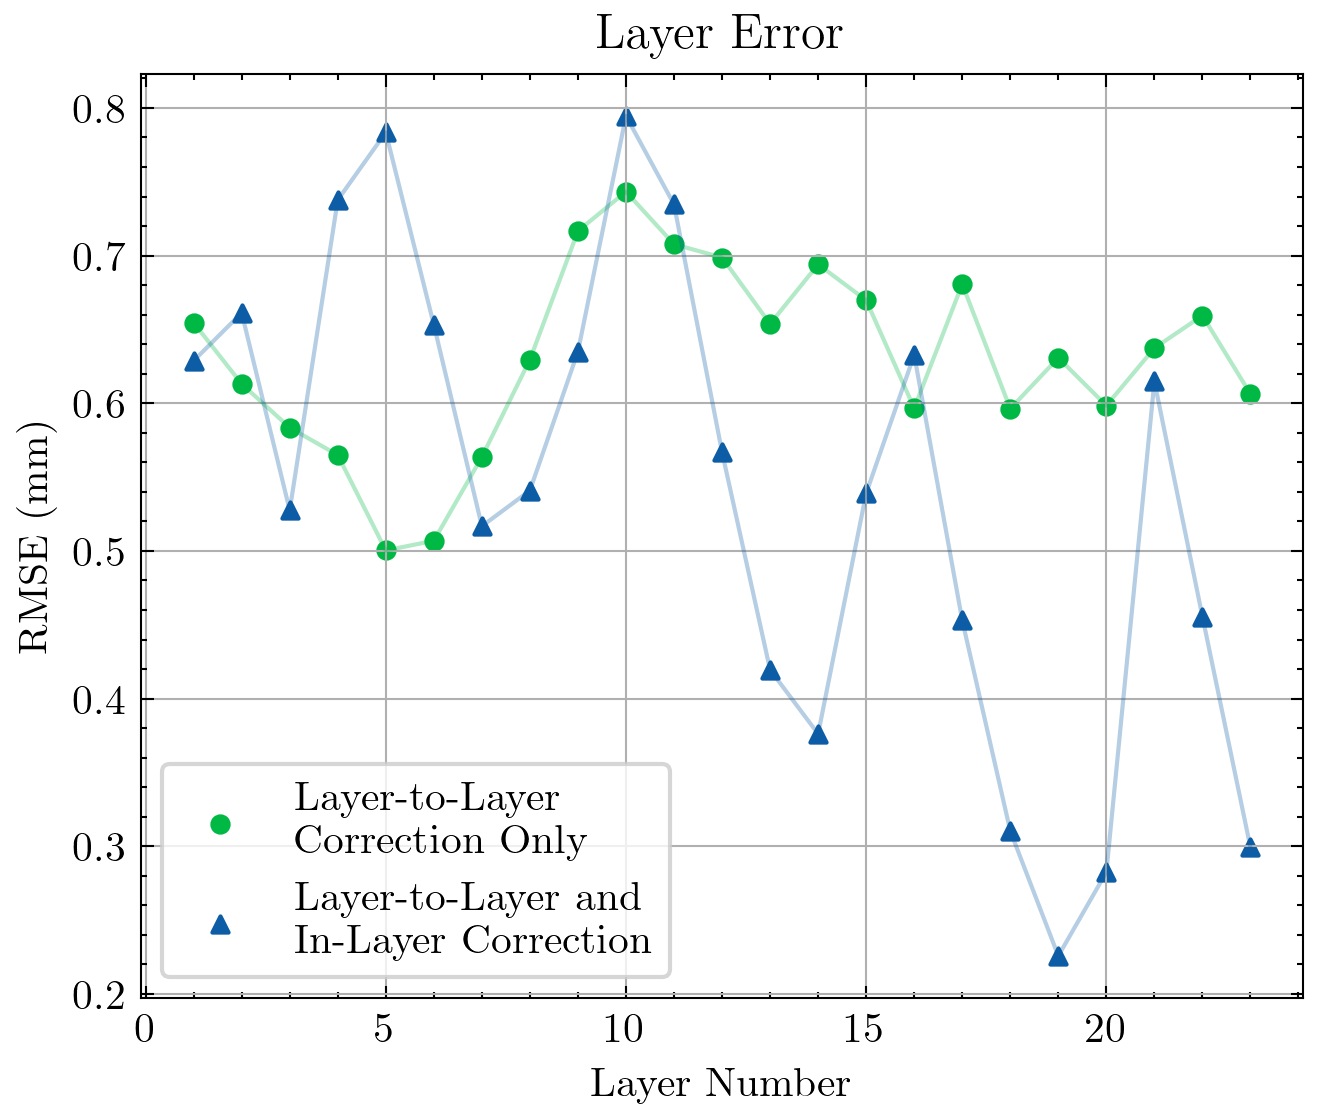 Layer Error
RMSE (mm)
0.8
0.7
0.6
0.5
0.4
0.3
0.2
Layer-to-Layer
Correction Only
Layer-to-Layer and
In-Layer Correction
0 5 10 15 20
Layer Number